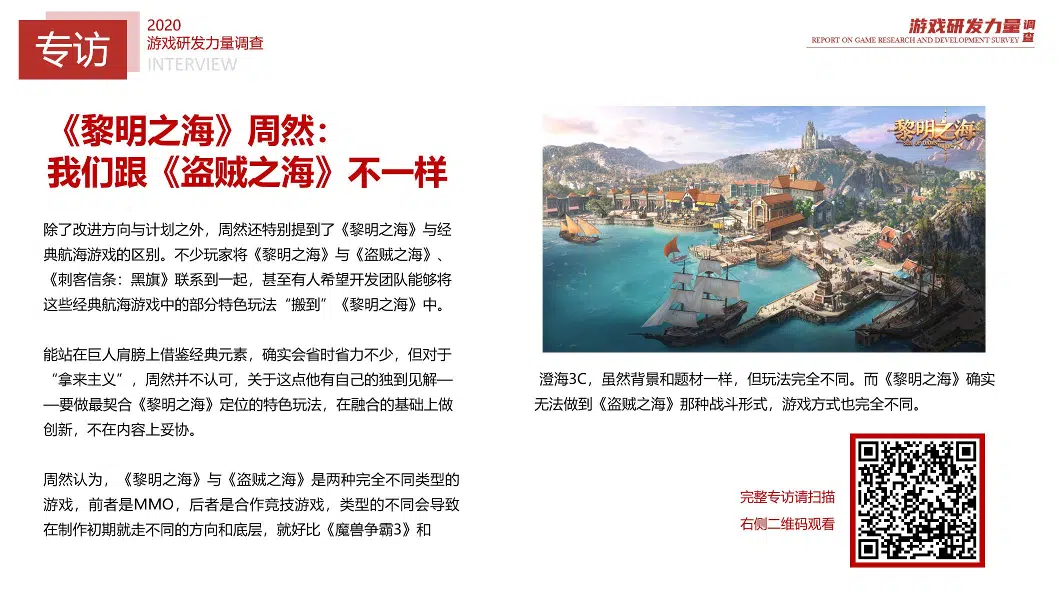 专访
2020
游戏研发力量调查
INTERVIEW
游戏研发力量调查
REPORT ON GAME RESEARCH AND DEVELOPMENT SURVEY
《黎明之海》周然：
我们跟《盗贼之海》不一样
除了改进方向与计划之外，周然还特别提到了《黎明之海》与经
典航海游戏的区别。不少玩家将《黎明之海》与《盗贼之海》、
《刺客信条：黑旗》联系到一起，甚至有人希望开发团队能够将
这些经典航海游戏中的部分特色玩法“搬到”《黎明之海》中。
能站在巨人肩膀上借鉴经典元素，确实会省时省力不少，但对于
“拿来主义”，周然并不认可，关于这点他有自己的独到见解—
—要做最契合《黎明之海》定位的特色玩法，在融合的基础上做
创新，不在内容上妥协。
周然认为，《黎明之海》与《盗贼之海》是两种完全不同类型的
游戏，前者是MMO，后者是合作竞技游戏，类型的不同会导致
在制作初期就走不同的方向和底层，就好比《魔兽争霸3》和
黎明之海
澄海3C，虽然背景和题材一样，但玩法完全不同。而《黎明之海》确实
无法做到《盗贼之海》那种战斗形式，游戏方式也完全不同。
完整专访请扫描
右侧二维码观看